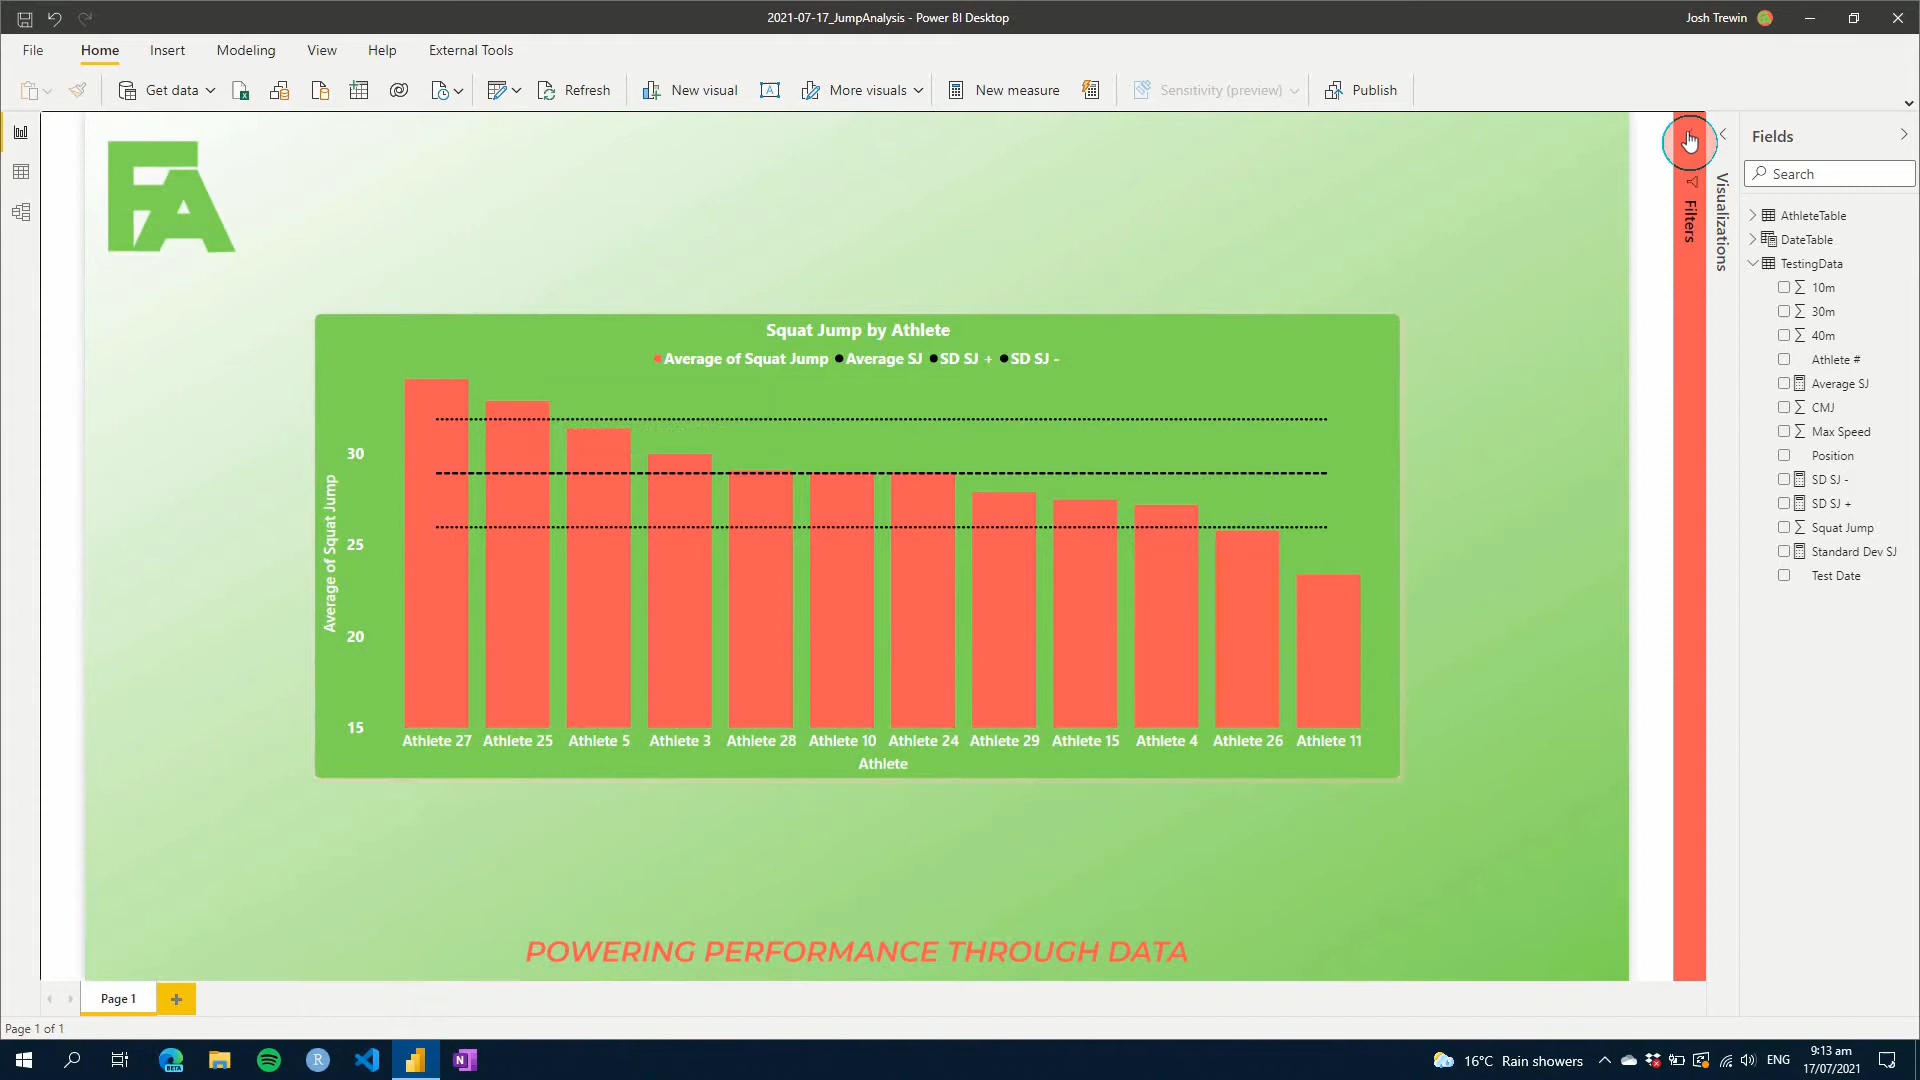 2021-07-17_JumpAnalysis - Power BI Desktop
Josh Trewin
File Home Insert Modeling View Help External Tools
Get data Refresh New visual More visuals New measure Sensitivity (preview) Publish
FA
Squat Jump by Athlete
Average of Squat Jump Average SJ SD SJ + SD SJ -
Average of Squat Jump
30
25
20
15
Athlete 27 Athlete 25 Athlete 5 Athlete 3 Athlete 28 Athlete 10 Athlete 24 Athlete 29 Athlete 15 Athlete 4 Athlete 26 Athlete 11
Athlete
POWERING PERFORMANCE THROUGH DATA
Filters
Visualizations
Fields
Search
AthleteTable
DateTable
TestingData
10m
30m
40m
Athlete #
Average SJ
CMJ
Max Speed
Position
SD SJ -
SD SJ +
Squat Jump
Standard Dev SJ
Test Date
Page 1
Page 1 of 1
16°C Rain showers
ENG
9:13 am
17/07/2021